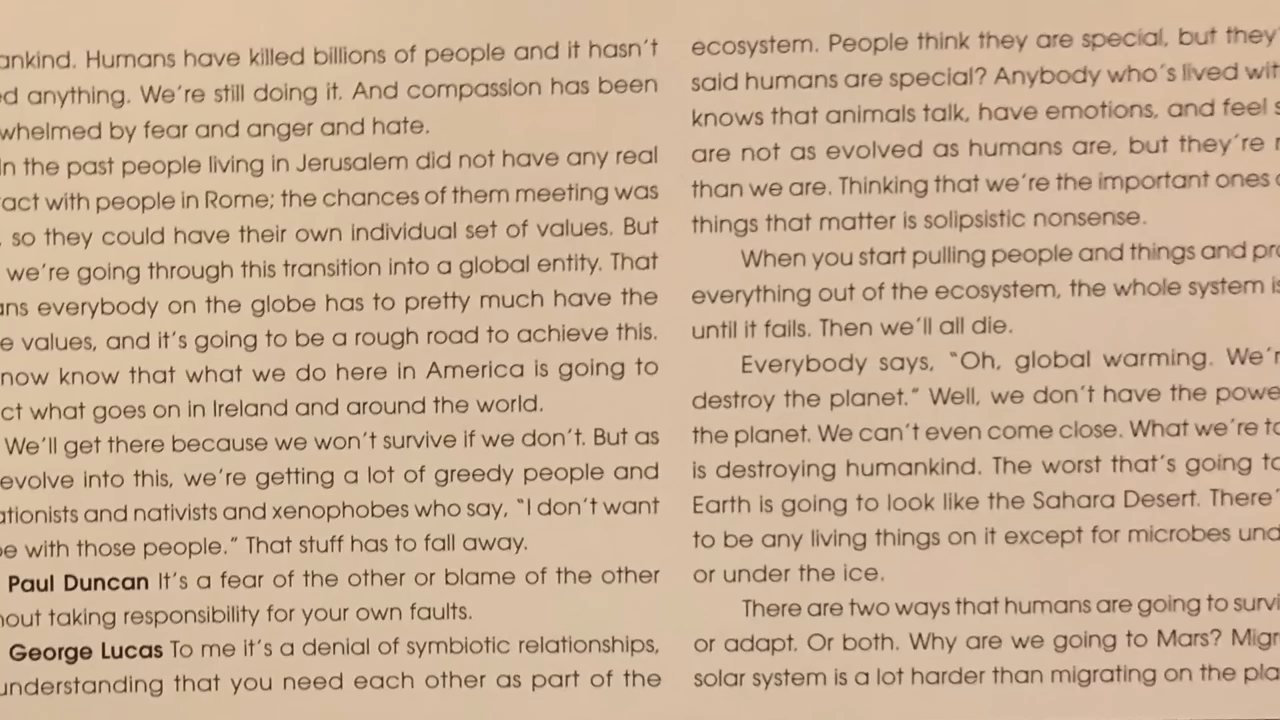 ankind. Humans have killed billions of people and it hasn't
ed anything. We're still doing it. And compassion has been
whelmed by fear and anger and hate.
In the past people living in Jerusalem did not have any real
act with people in Rome; the chances of them meeting was
, so they could have their own individual set of values. But
we're going through this transition into a global entity. That
ans everybody on the globe has to pretty much have the
e values, and it's going to be a rough road to achieve this.
now know that what we do here in America is going to
ct what goes on in Ireland and around the world.
We'll get there because we won't survive if we don't. But as
evolve into this, we're getting a lot of greedy people and
ationists and nativists and xenophobes who say, "I don't want
be with those people." That stuff has to fall away.
Paul Duncan It's a fear of the other or blame of the other
hout taking responsibility for your own faults.
George Lucas To me it's a denial of symbiotic relationships,
understanding that you need each other as part of the
ecosystem. People think they are special, but they'
said humans are special? Anybody who's lived wit
knows that animals talk, have emotions, and feel s
are not as evolved as humans are, but they're
than we are. Thinking that we're the important ones
things that matter is solipsistic nonsense.
When you start pulling people and things and pro
everything out of the ecosystem, the whole system is
until it fails. Then we'll all die.
Everybody says, "Oh, global warming. We'r
destroy the planet." Well, we don't have the powe
the planet. We can't even come close. What we're ta
is destroying humankind. The worst that's going to
Earth is going to look like the Sahara Desert. There'
to be any living things on it except for microbes und
or under the ice.
There are two ways that humans are going to survi
or adapt. Or both. Why are we going to Mars? Migr
solar system is a lot harder than migrating on the pla